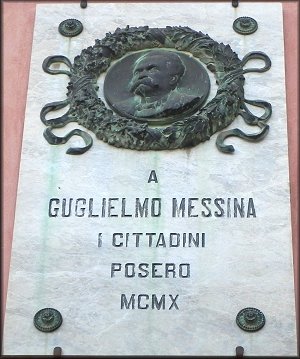 A
GUGLIELMO MESSINA
I CITTADINI
POSERO
MCMX